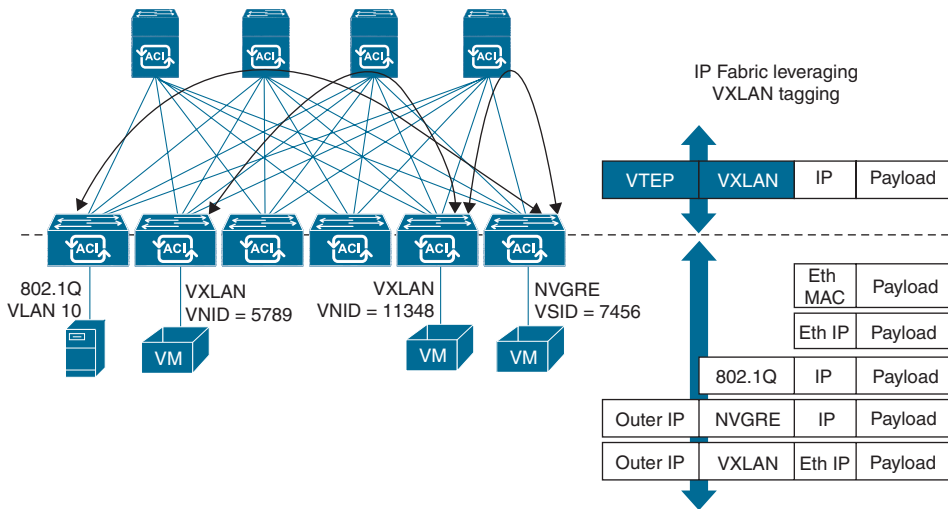 ACI
ACI
ACI
ACI
IP Fabric leveraging
VXLAN tagging
VTEP VXLAN IP Payload
ACI
ACI
ACI
ACI
ACI
ACI
802.1Q
VLAN 10
VXLAN
VNID = 5789
VM
VXLAN
VNID = 11348
VM
NVGRE
VSID = 7456
VM
Eth
MAC
Payload
Eth IP Payload
802.1Q IP Payload
Outer IP NVGRE IP Payload
Outer IP VXLAN Eth IP Payload